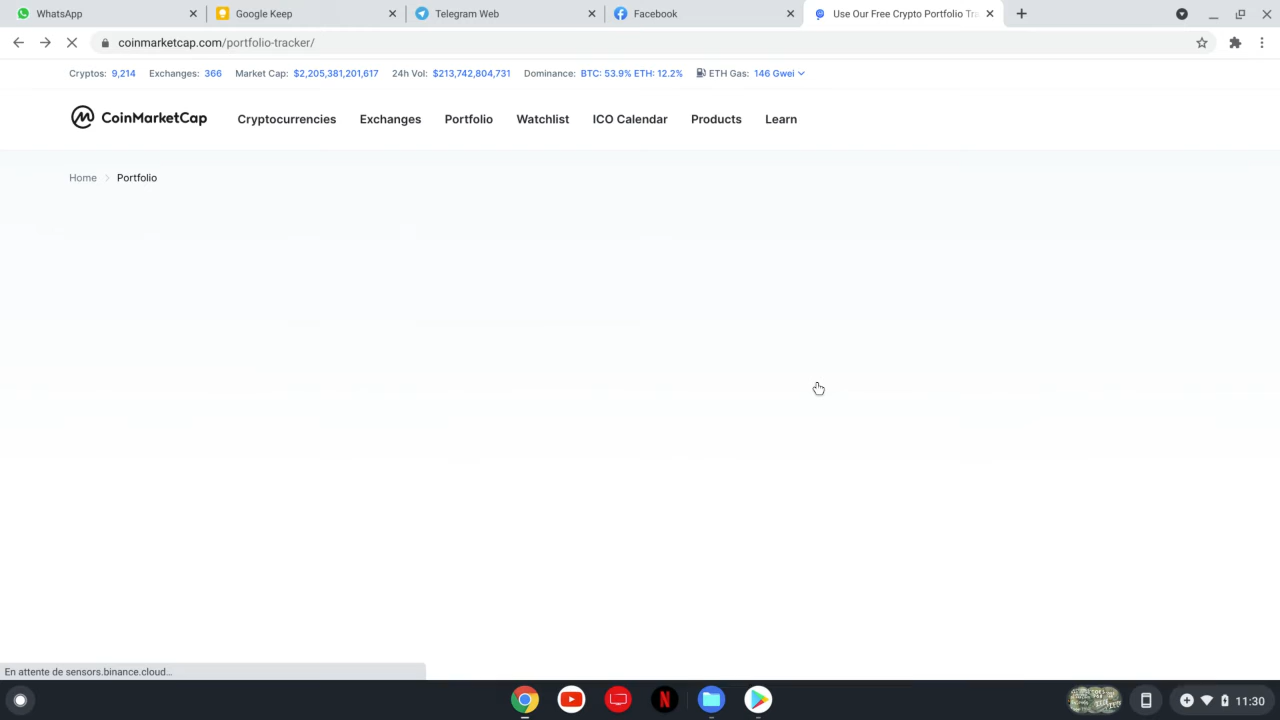 WhatsApp
Google Keep
Telegram Web
Facebook
Use Our Free Crypto Portfolio Tra
coinmarketcap.com/portfolio-tracker/
Cryptos: 9,214 Exchanges: 366 Market Cap: $2,205,381,201,617 24h Vol: $213,742,804,731 Dominance: BTC: 53.9% ETH: 12.2% ETH Gas: 146 Gwei
CoinMarketCap
Cryptocurrencies Exchanges Portfolio Watchlist ICO Calendar Products Learn
Home Portfolio
En attente de sensors.binance.cloud…
11:30